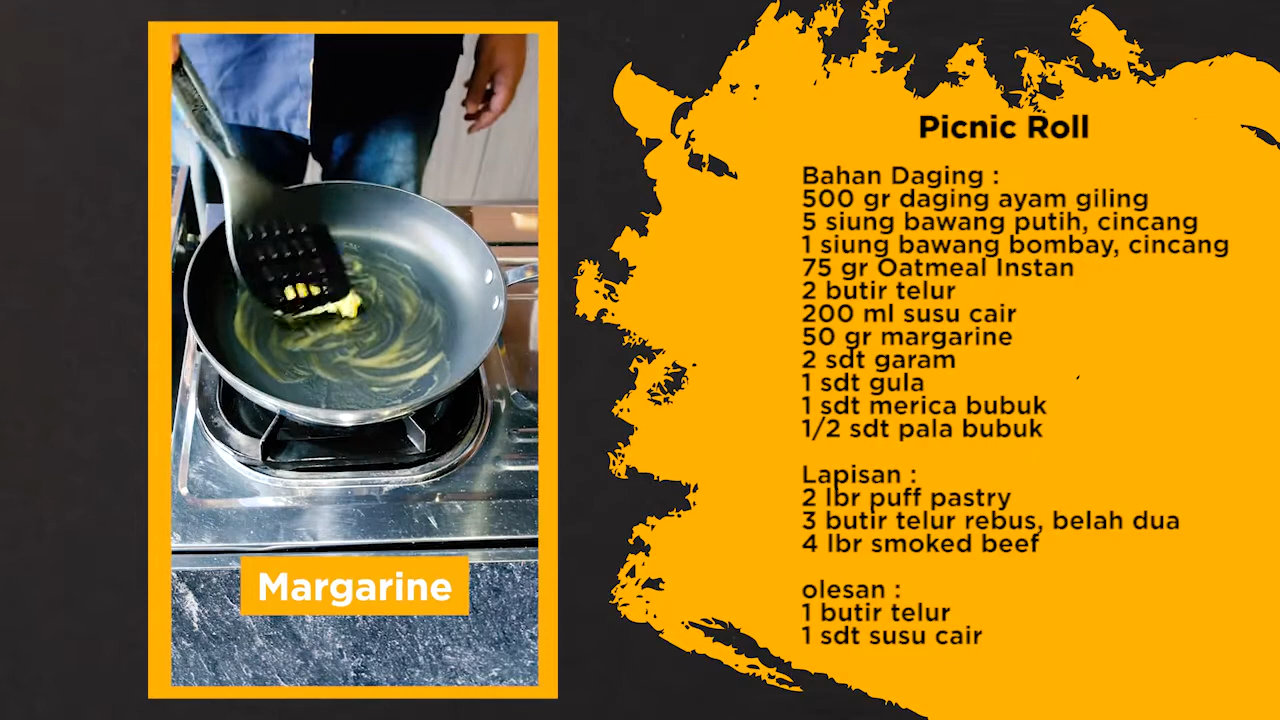 Picnic Roll
Bahan Daging :
500 gr daging ayam giling
5 siung bawang putih, cincang
1 siung bawang bombay, cincang
75 gr Oatmeal Instan
2 butir telur
200 ml susu cair
50 gr margarine
2 sdt garam
1 sdt gula
1 sdt merica bubuk
1/2 sdt pala bubuk
Lapisan :
2 lbr puff pastry
3 butir telur rebus, belah dua
4 lbr smoked beef
olesan :
1 butir telur
1 sdt susu cair
Margarine